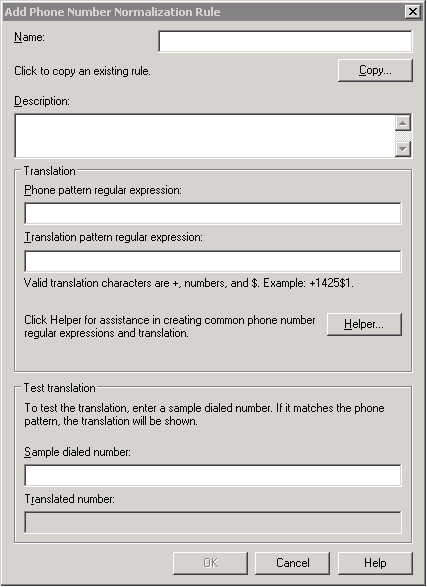 Add Phone Number Normalization Rule
Name:
Click to copy an existing rule.
Copy...
Description:
Translation
Phone pattern regular expression:
Translation pattern regular expression:
Valid translation characters are +, numbers, and $. Example: +1425$1.
Click Helper for assistance in creating common phone number
regular expressions and translation.
Helper...
Test translation
To test the translation, enter a sample dialed number. If it matches the phone
pattern, the translation will be shown.
Sample dialed number:
Translated number:
OK
Cancel
Help